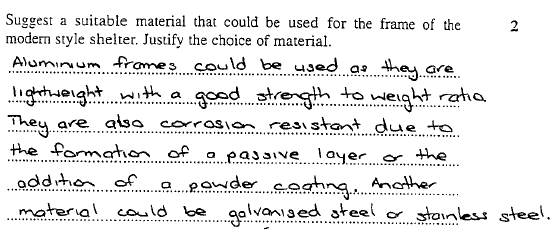 Suggest a suitable material that could be used for the frame of the 2
modern style shelter. Justify the choice of material.
Aluminium frames could be used as they are
lightweight with a good strength to weight ratio.
They are also corrosion resistant due to
the formation of a passive layer or the
addition of a powder coating. Another
material could be galvanised steel or stainless steel.